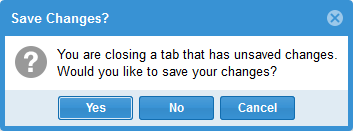 Save Changes?
You are closing a tab that has unsaved changes.
Would you like to save your changes?
Yes
No
Cancel